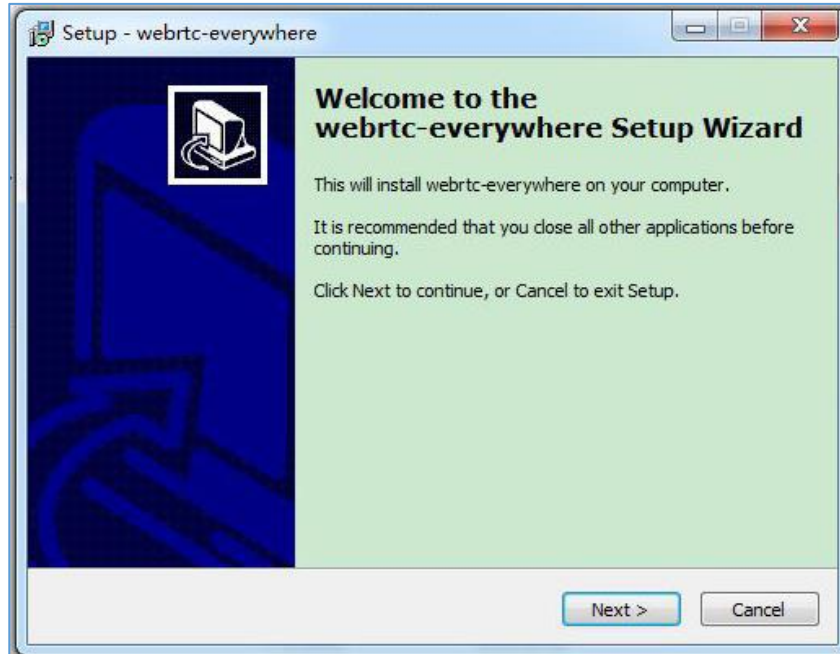 Setup - webrtc-everywhere
Welcome to the
webrtc-everywhere Setup Wizard
This will install webrtc-everywhere on your computer.
It is recommended that you close all other applications before
continuing.
Click Next to continue, or Cancel to exit Setup.
Next >
Cancel